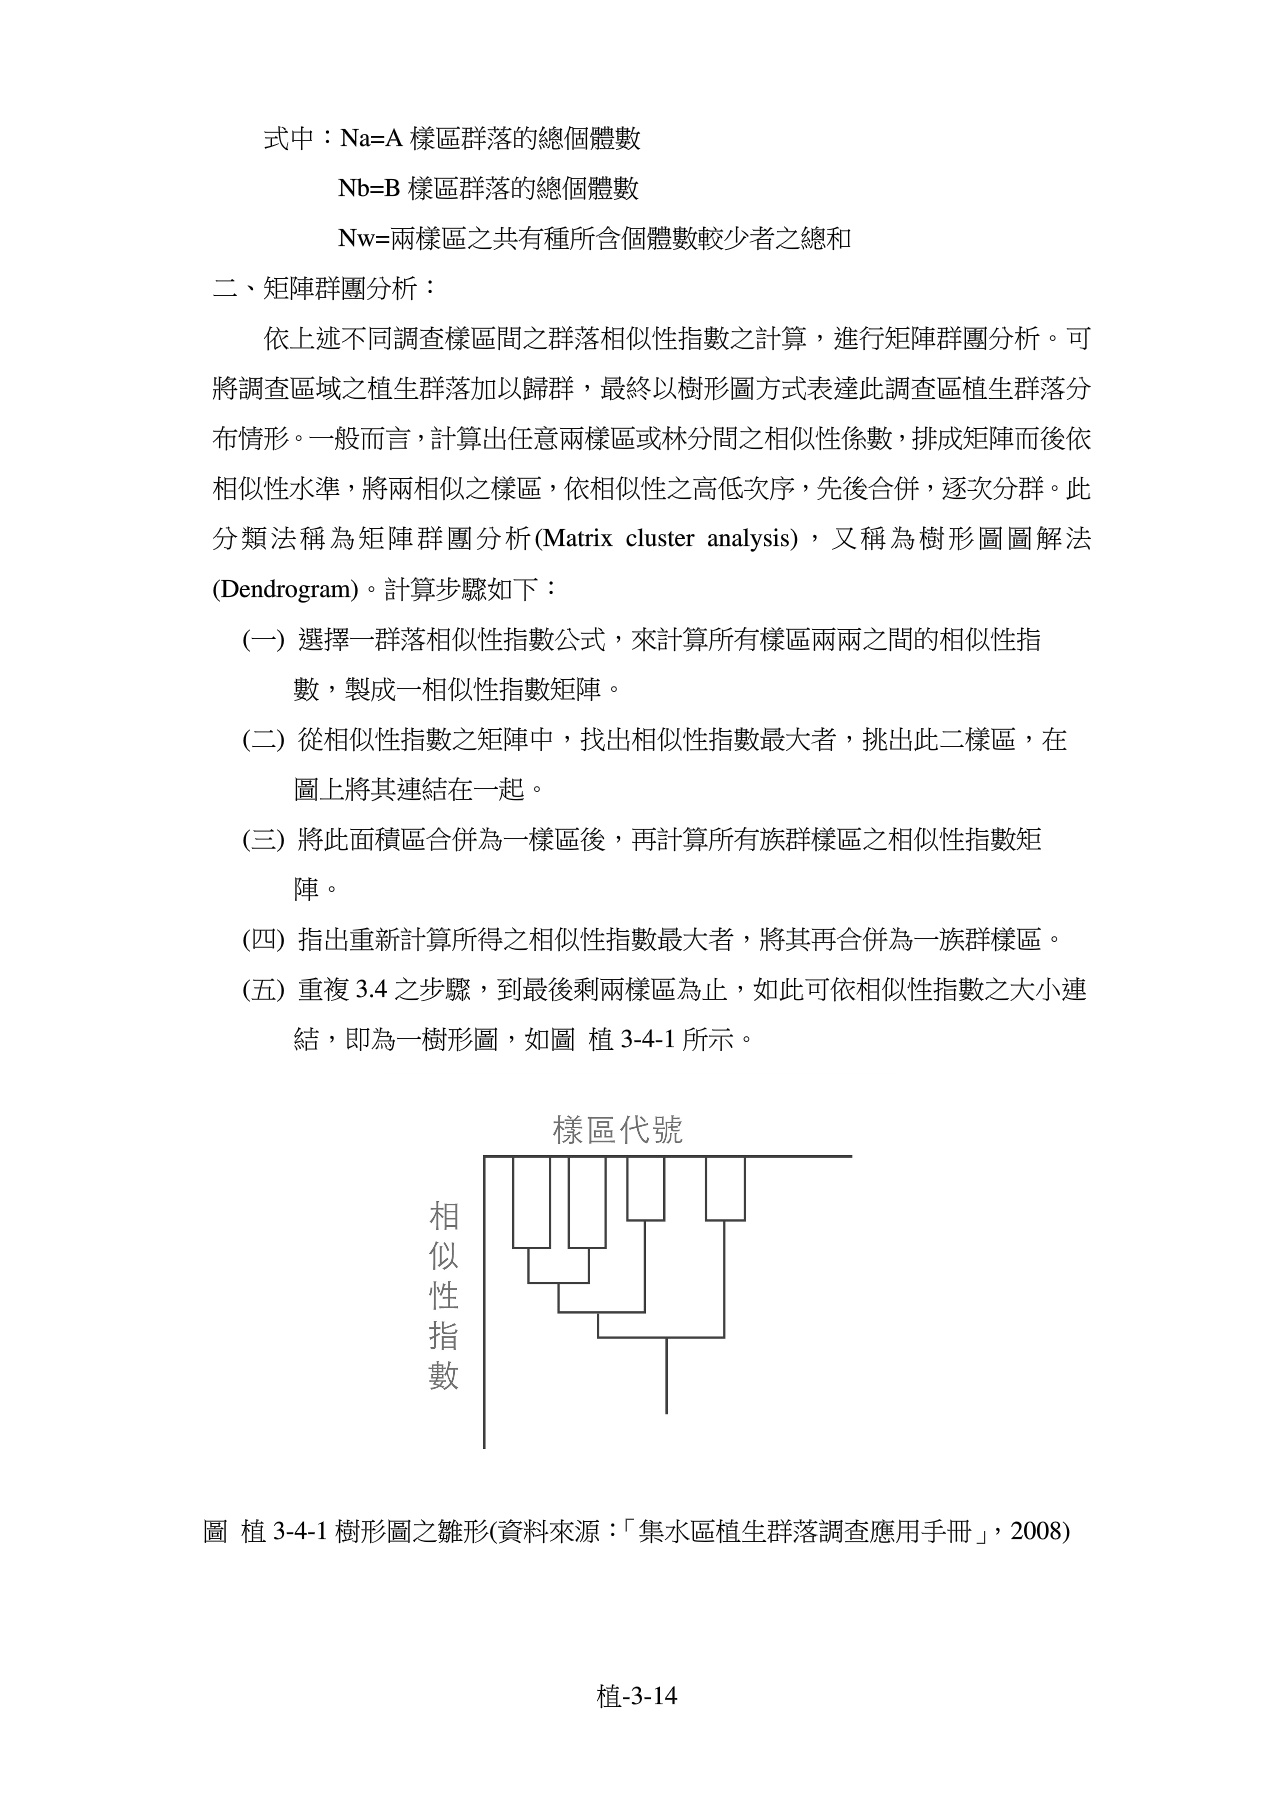 式中：Na=A 樣區群落的總個體數
Nb=B 樣區群落的總個體數
Nw=兩樣區之共有種所含個體數較少者之總和
二、矩陣群團分析：
依上述不同調查樣區間之群落相似性指數之計算，進行矩陣群團分析。可
將調查區域之植生群落加以歸群，最終以樹形圖方式表達此調查區植生群落分
布情形。一般而言，計算出任意兩樣區或林分間之相似性係數，排成矩陣而後依
相似性水準，將兩相似之樣區，依相似性之高低次序，先後合併，逐次分群。此
分類法稱為矩陣群團分析(Matrix cluster analysis)，又稱為樹形圖圖解法
(Dendrogram)。計算步驟如下：
(一) 選擇一群落相似性指數公式，來計算所有樣區兩兩之間的相似性指
數，製成一相似性指數矩陣。
(二) 從相似性指數之矩陣中，找出相似性指數最大者，挑出此二樣區，在
圖上將其連結在一起。
(三) 將此面積區合併為一樣區後，再計算所有族群樣區之相似性指數矩
陣。
(四) 指出重新計算所得之相似性指數最大者，將其再合併為一族群樣區。
(五) 重複 3.4 之步驟，到最後剩兩樣區為止，如此可依相似性指數之大小連
結，即為一樹形圖，如圖 植 3-4-1 所示。
樣區代號
相
似
性
指
數
圖 植 3-4-1 樹形圖之雛形(資料來源：「集水區植生群落調查應用手冊」，2008)
植-3-14